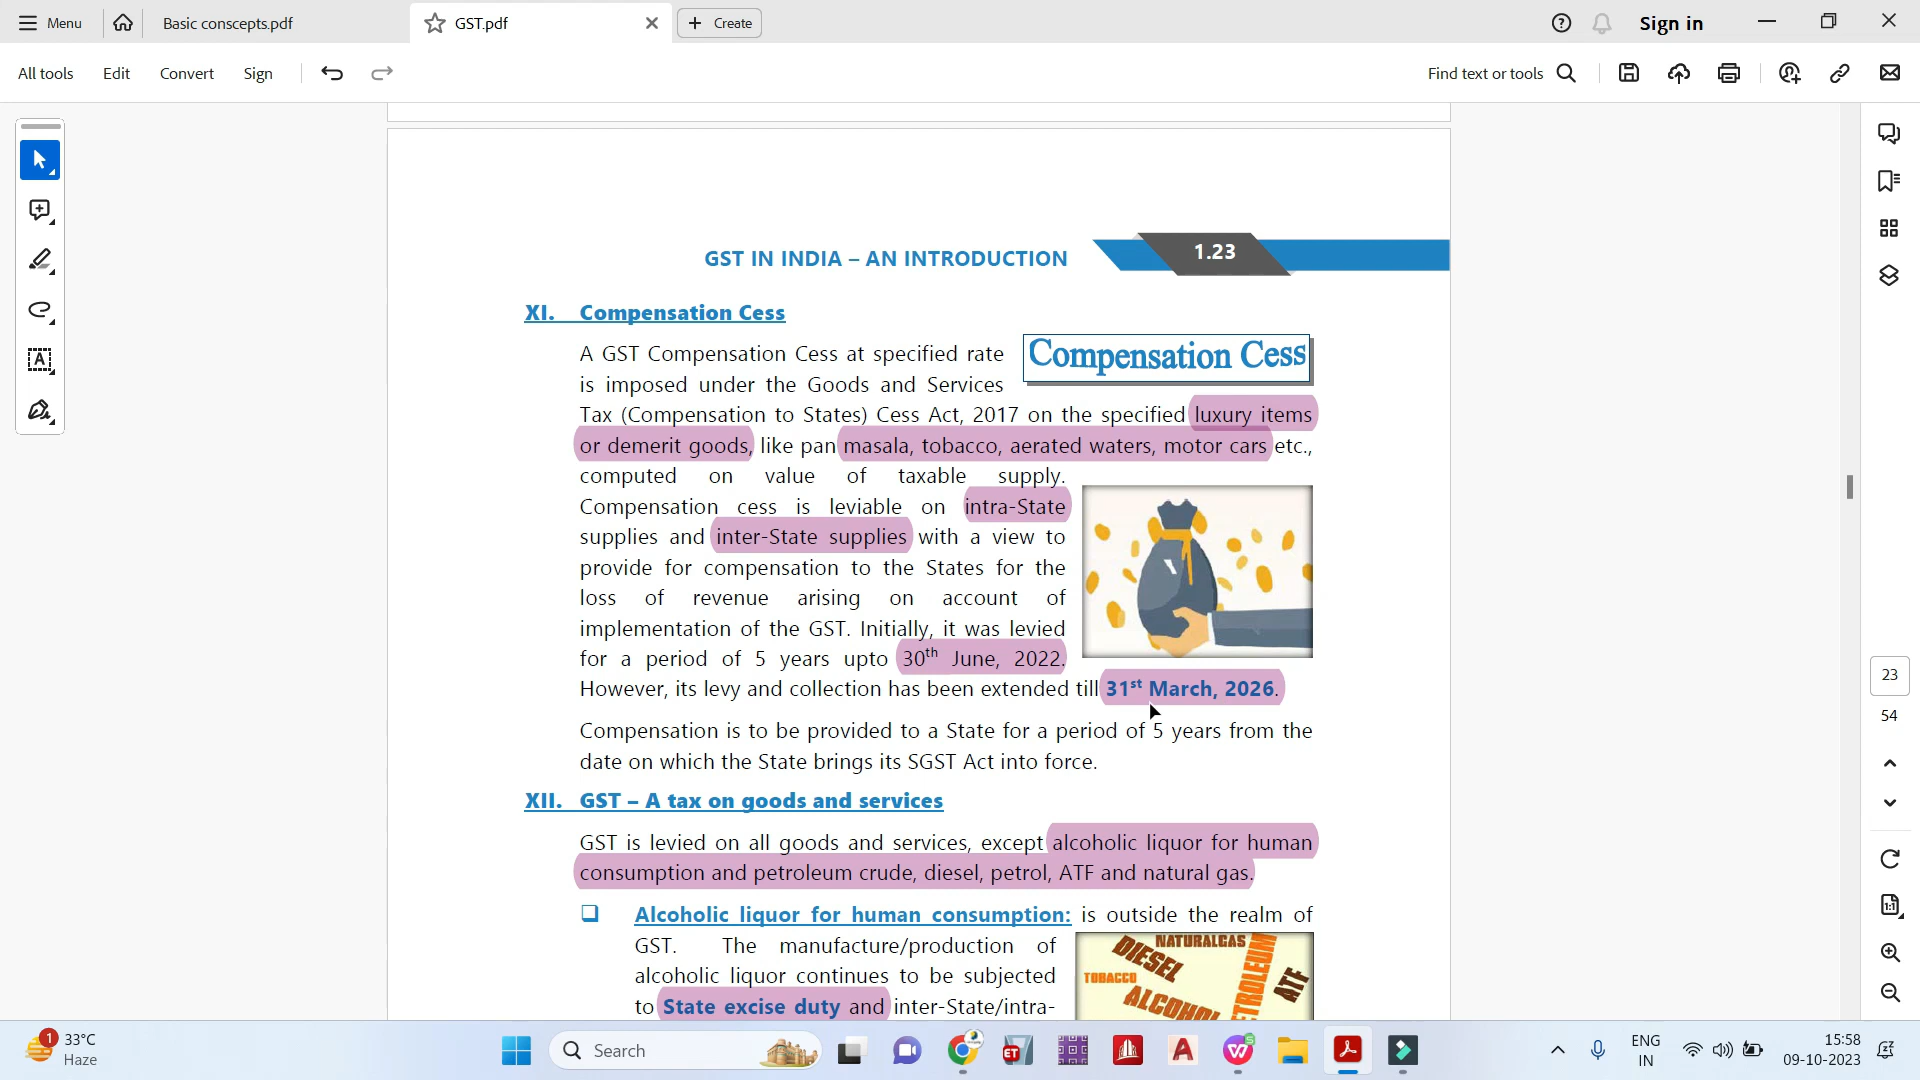 Menu
Basic conscepts.pdf
GST.pdf
Create
Sign in
All tools
Edit
Convert
Sign
Find text or tools
GST IN INDIA – AN INTRODUCTION
1.23
XI. Compensation Cess
Compensation Cess
A GST Compensation Cess at specified rate
is imposed under the Goods and Services
Tax (Compensation to States) Cess Act, 2017 on the specified luxury items
or demerit goods, like pan masala, tobacco, aerated waters, motor cars etc.,
computed on value of taxable supply.
Compensation cess is leviable on intra-State
supplies and inter-State supplies with a view to
provide for compensation to the States for the
loss of revenue arising on account of
implementation of the GST. Initially, it was levied
for a period of 5 years upto 30th June, 2022.
However, its levy and collection has been extended till 31st March, 2026.
Compensation is to be provided to a State for a period of 5 years from the
date on which the State brings its SGST Act into force.
XII. GST – A tax on goods and services
GST is levied on all goods and services, except alcoholic liquor for human
consumption and petroleum crude, diesel, petrol, ATF and natural gas.
Alcoholic liquor for human consumption: is outside the realm of
GST. The manufacture/production of
alcoholic liquor continues to be subjected
to State excise duty and inter-State/intra-
NATURALGAS
DIESEL
TOBACCO
ATF
23
54
1:1
1
33°C
Haze
Search
ET
ENG
IN
15:58
09-10-2023